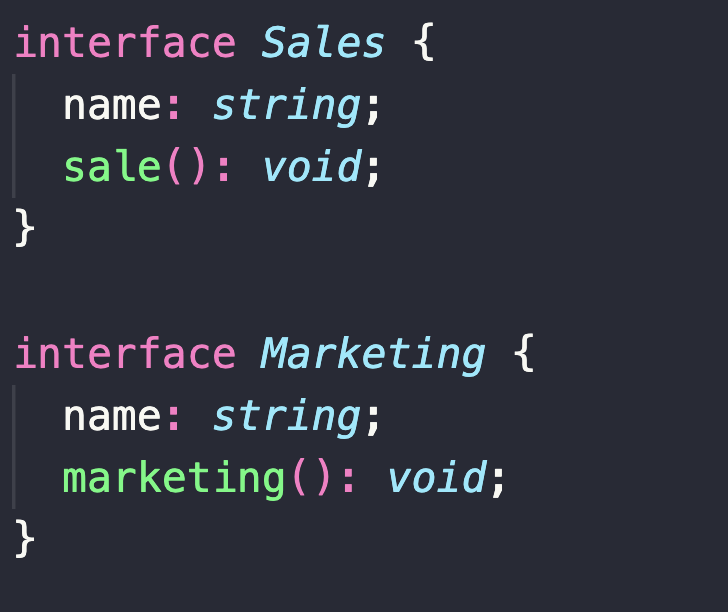 interface Sales {
  name: string;
  sale(): void;
}

interface Marketing {
  name: string;
  marketing(): void;
}